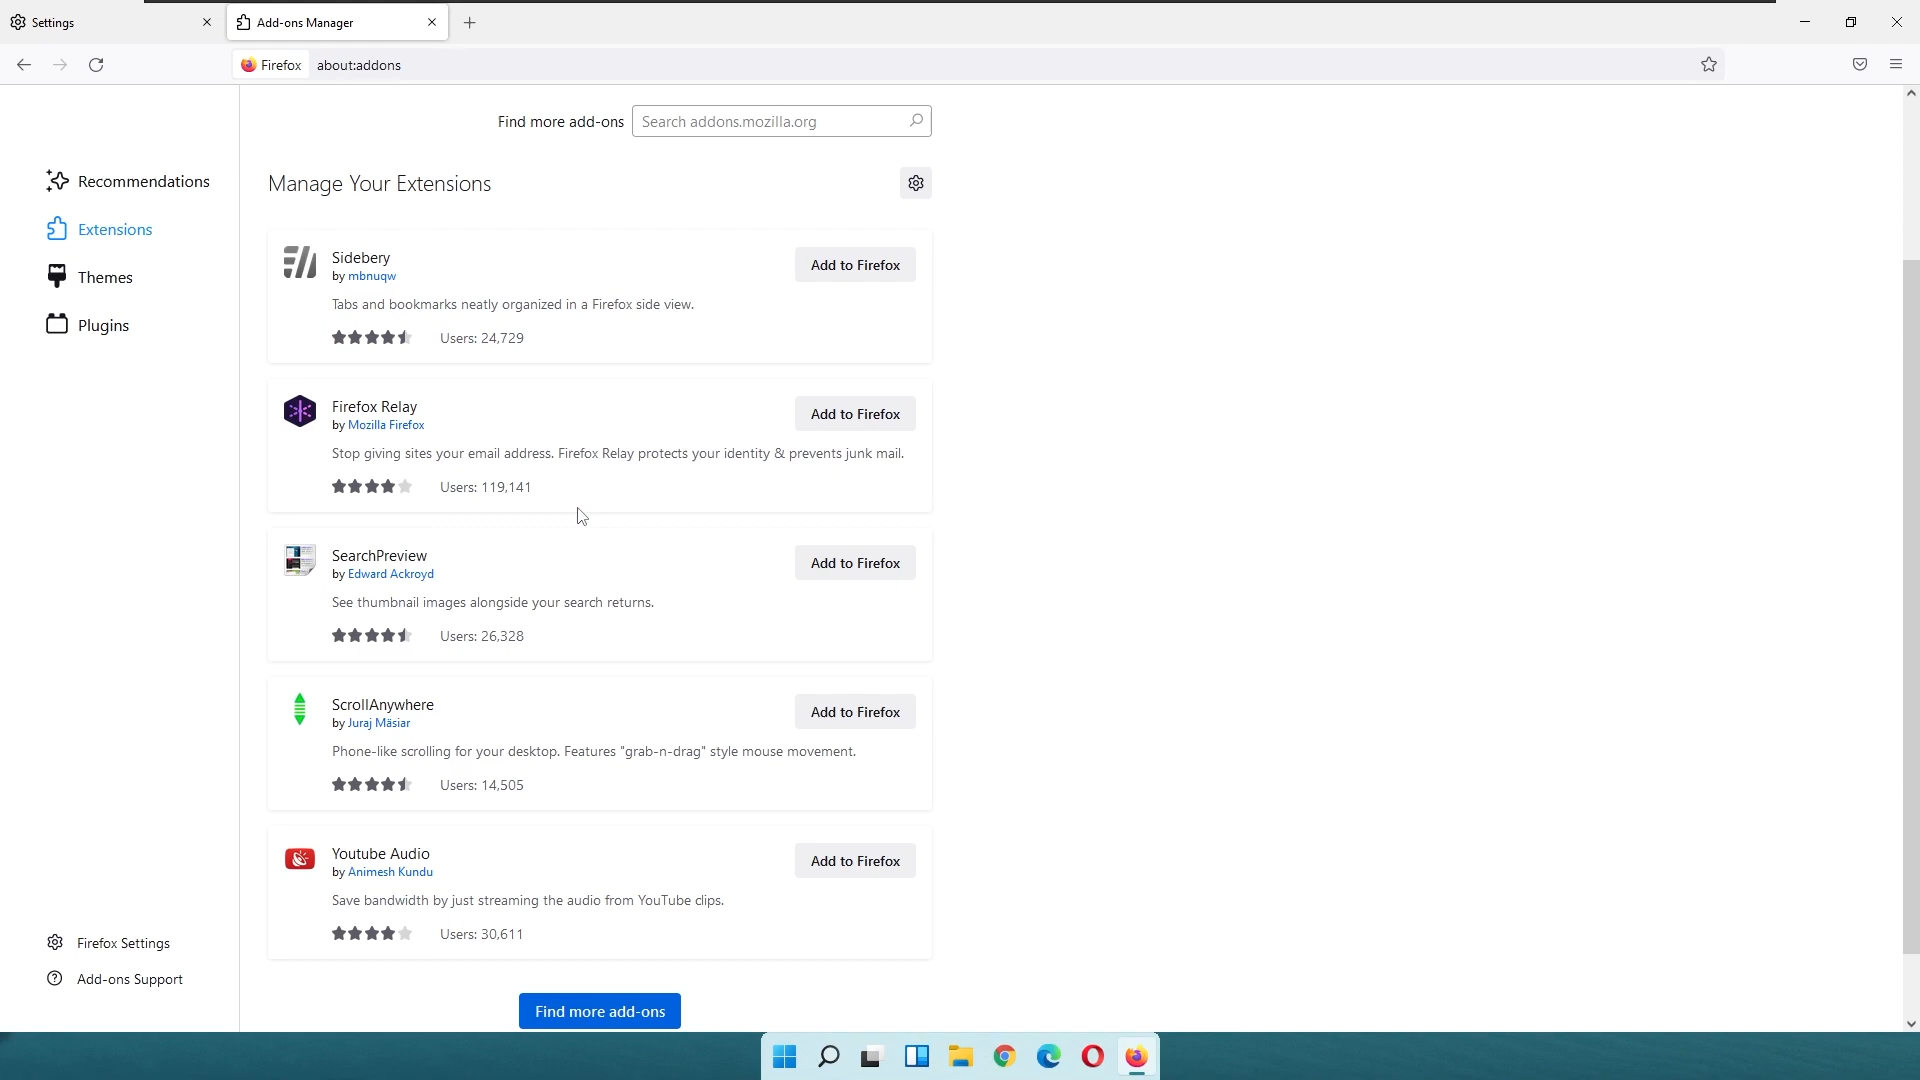 Settings
Add-ons Manager
Firefox
about:addons
Find more add-ons
Search addons.mozilla.org
Recommendations
Extensions
Themes
Plugins
Manage Your Extensions
Sidebery
by mbnuqw
Add to Firefox
Tabs and bookmarks neatly organized in a Firefox side view.
Users: 24,729
Firefox Relay
by Mozilla Firefox
Add to Firefox
Stop giving sites your email address. Firefox Relay protects your identity & prevents junk mail.
Users: 119,141
SearchPreview
by Edward Ackroyd
Add to Firefox
See thumbnail images alongside your search returns.
Users: 26,328
ScrollAnywhere
by Juraj Mäsiar
Add to Firefox
Phone-like scrolling for your desktop. Features "grab-n-drag" style mouse movement.
Users: 14,505
Youtube Audio
by Animesh Kundu
Add to Firefox
Save bandwidth by just streaming the audio from YouTube clips.
Users: 30,611
Firefox Settings
Add-ons Support
Find more add-ons